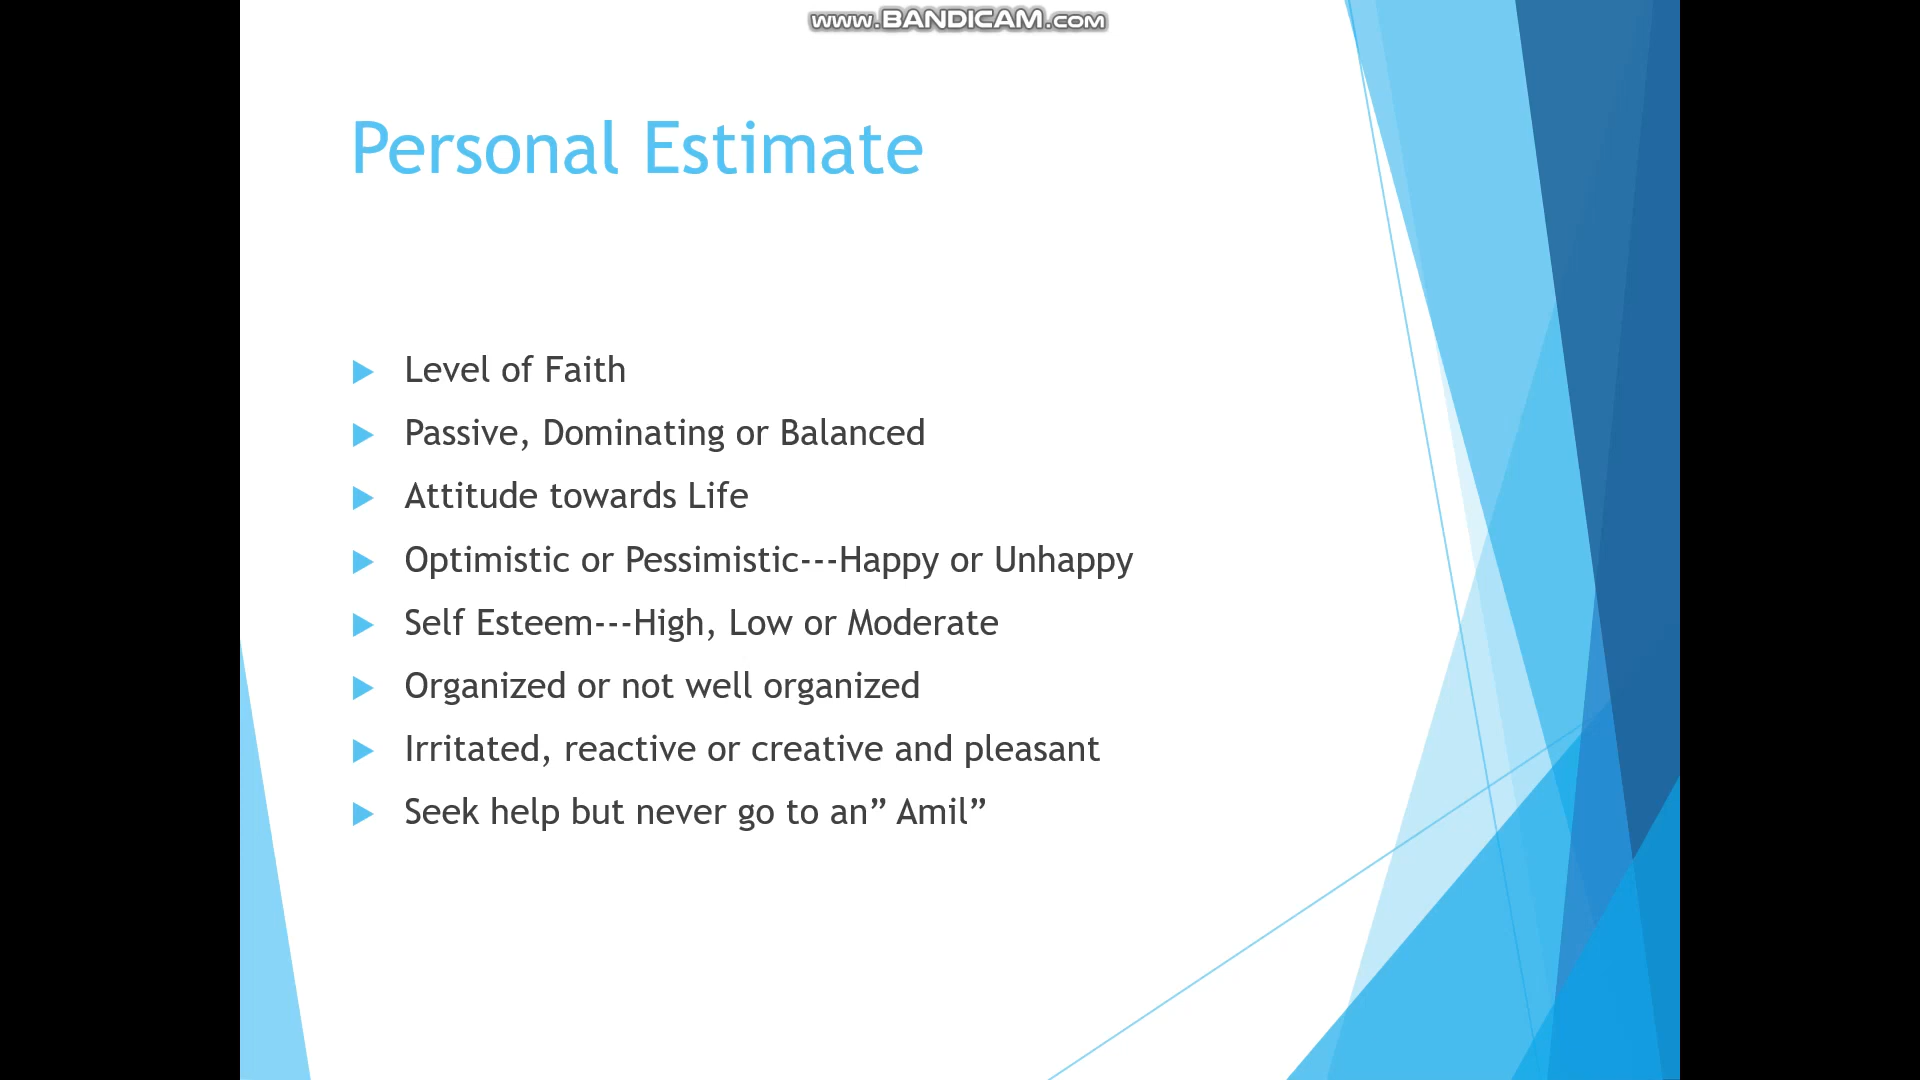 www.BANDICAM.com
Personal Estimate
Level of Faith
Passive, Dominating or Balanced
Attitude towards Life
Optimistic or Pessimistic---Happy or Unhappy
Self Esteem---High, Low or Moderate
Organized or not well organized
Irritated, reactive or creative and pleasant
Seek help but never go to an” Amil”